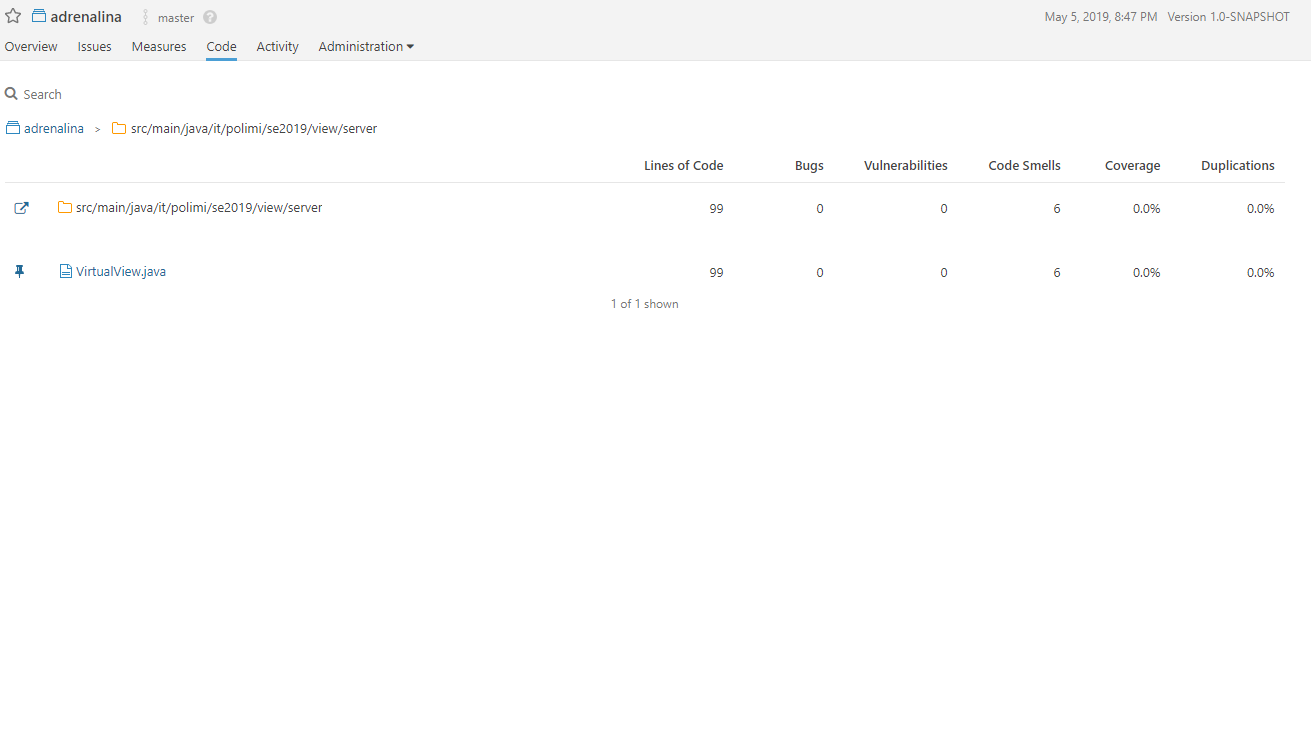 adrenalina master ? May 5, 2019, 8:47 PM Version 1.0-SNAPSHOT
Overview Issues Measures Code Activity Administration
Search
adrenalina > src/main/java/it/polimi/se2019/view/server
Lines of Code Bugs Vulnerabilities Code Smells Coverage Duplications
src/main/java/it/polimi/se2019/view/server 99 0 0 6 0.0% 0.0%
VirtualView.java 99 0 0 6 0.0% 0.0%
1 of 1 shown